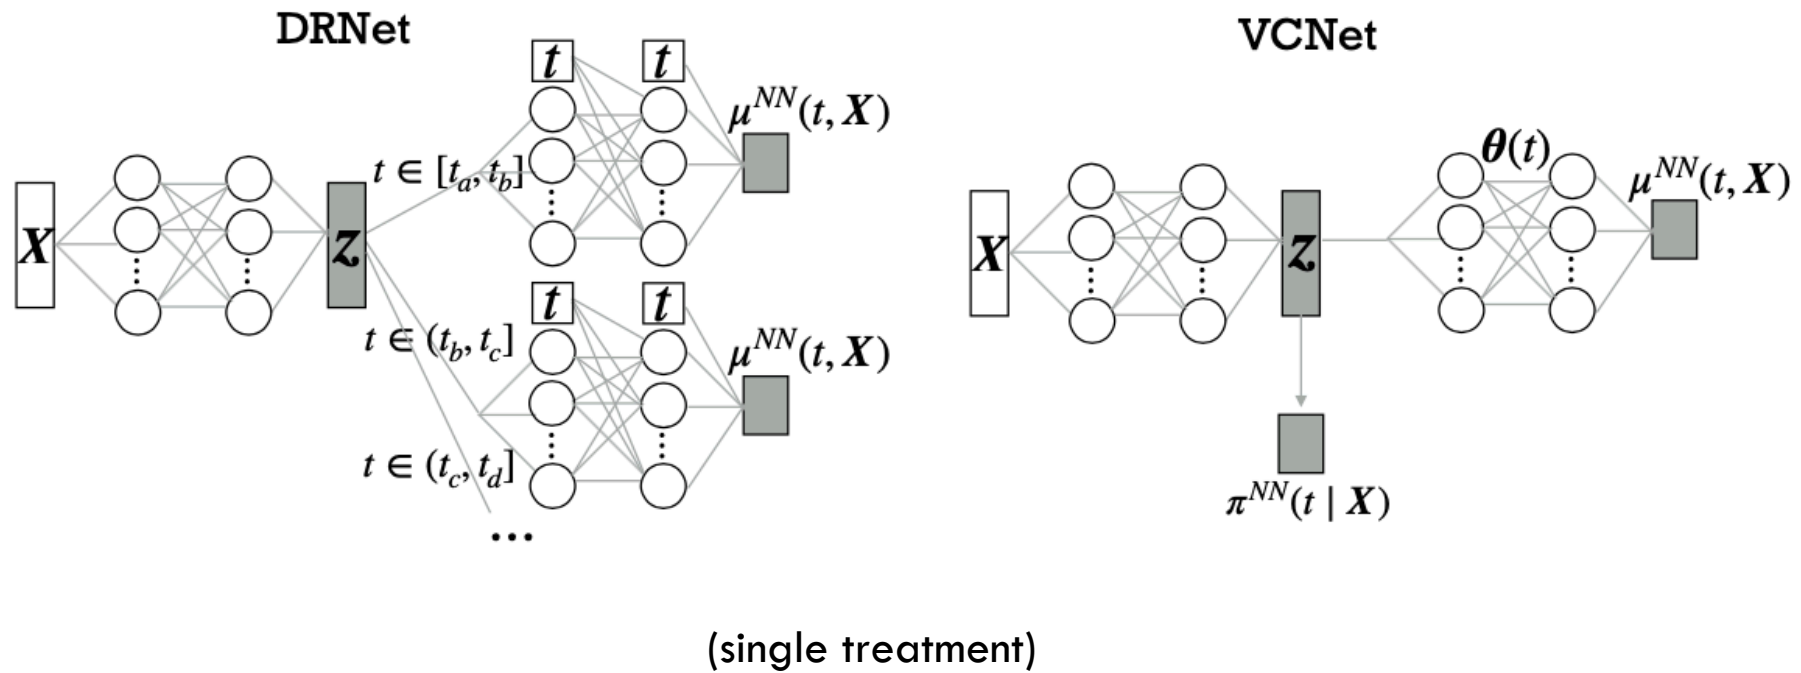 DRNet
X
z
t ∈ [t_a, t_b]
t
t
μ^{NN}(t, X)
t ∈ (t_b, t_c]
t
t
μ^{NN}(t, X)
t ∈ (t_c, t_d]
...
VCNet
X
z
θ(t)
μ^{NN}(t, X)
π^{NN}(t | X)
(single treatment)